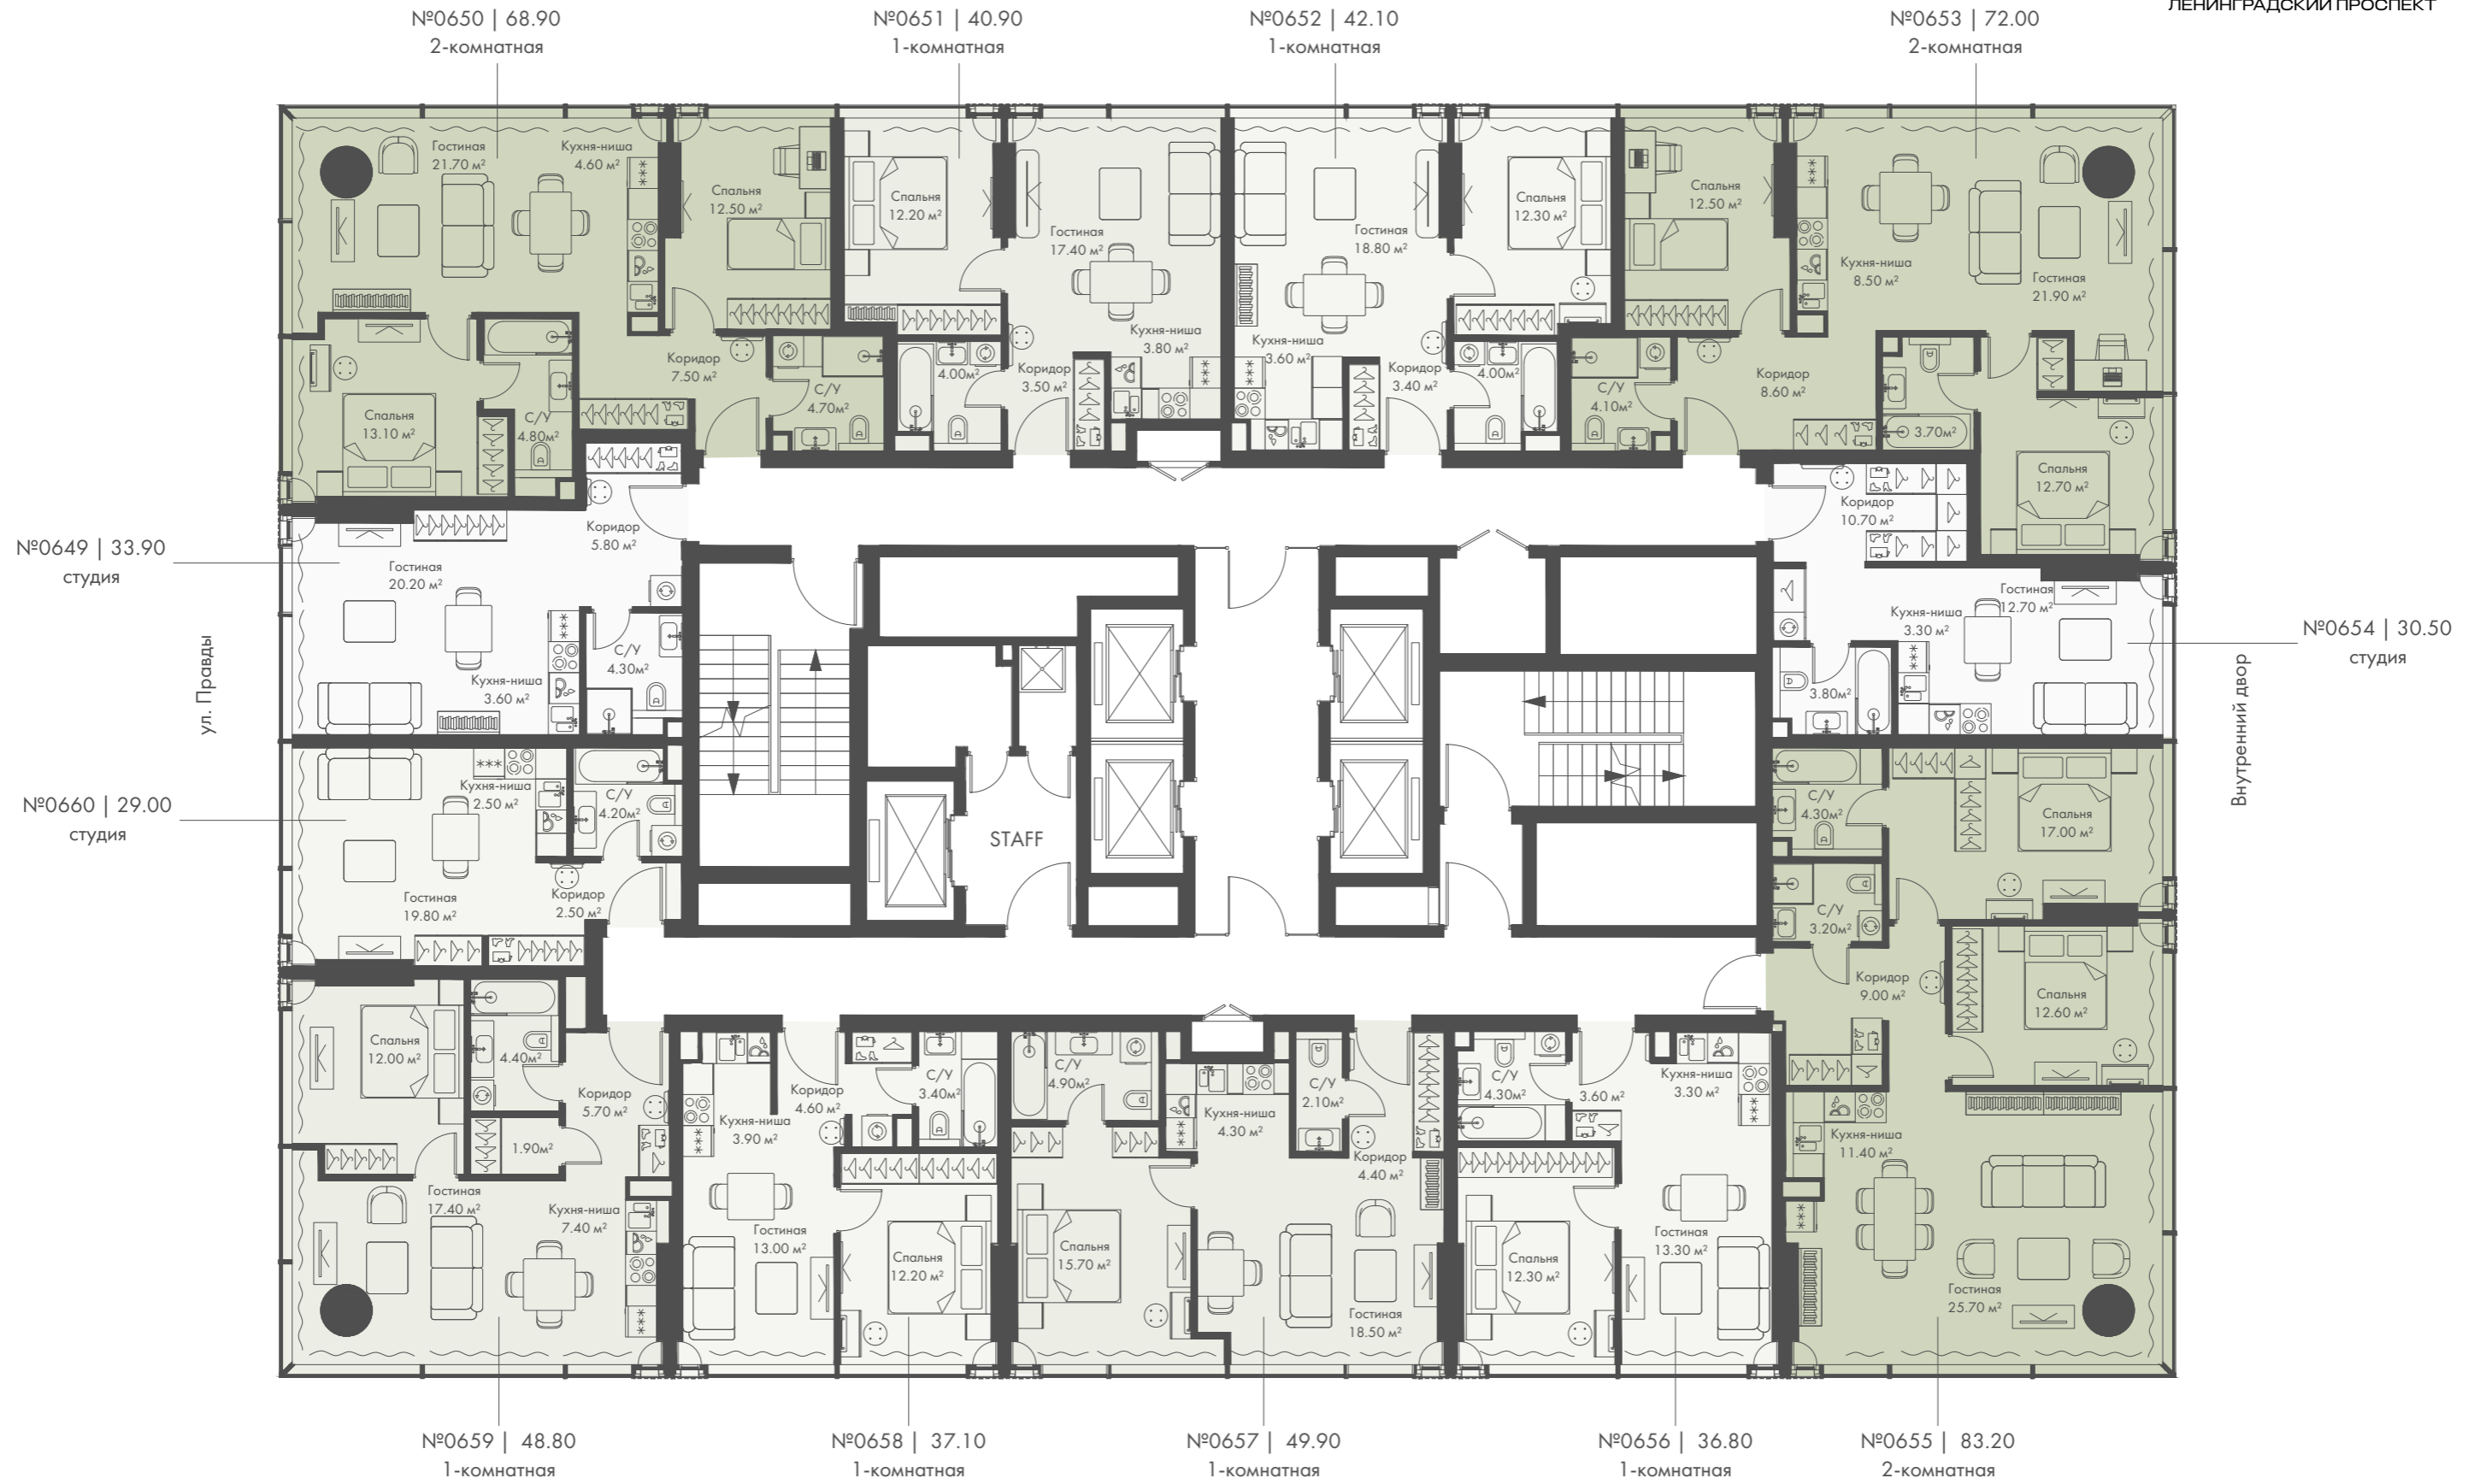 ЛЕНИНГРАДСКИЙ ПРОСПЕКТ
№0650 | 68.90
2-комнатная
№0651 | 40.90
1-комнатная
№0652 | 42.10
1-комнатная
№0653 | 72.00
2-комнатная
Гостиная
21.70 м²
Кухня-ниша
4.60 м²
Спальня
12.50 м²
Спальня
13.10 м²
С/У
4.80м²
Коридор
7.50 м²
С/У
4.70м²
Спальня
12.20 м²
Гостиная
17.40 м²
Кухня-ниша
3.80 м²
Коридор
3.50 м²
4.00м²
Гостиная
18.80 м²
Спальня
12.30 м²
Кухня-ниша
3.60 м²
Коридор
3.40 м²
4.00м²
Спальня
12.50 м²
Кухня-ниша
8.50 м²
Гостиная
21.90 м²
С/У
4.10м²
Коридор
8.60 м²
3.70м²
Спальня
12.70 м²
№0649 | 33.90
студия
ул. Правды
Коридор
5.80 м²
Гостиная
20.20 м²
С/У
4.30м²
Кухня-ниша
3.60 м²
Коридор
10.70 м²
Гостиная
12.70 м²
Кухня-ниша
3.30 м²
3.80м²
№0654 | 30.50
студия
Внутренний двор
№0660 | 29.00
студия
Кухня-ниша
2.50 м²
С/У
4.20м²
Гостиная
19.80 м²
Коридор
2.50 м²
STAFF
С/У
4.30м²
Спальня
17.00 м²
С/У
3.20м²
Коридор
9.00 м²
Спальня
12.60 м²
Кухня-ниша
11.40 м²
Гостиная
25.70 м²
Спальня
12.00 м²
4.40м²
Коридор
5.70 м²
1.90м²
Гостиная
17.40 м²
Кухня-ниша
7.40 м²
Коридор
4.60 м²
С/У
3.40м²
Кухня-ниша
3.90 м²
Гостиная
13.00 м²
Спальня
12.20 м²
С/У
4.90м²
Кухня-ниша
4.30 м²
С/У
2.10м²
Коридор
4.40 м²
Спальня
15.70 м²
Гостиная
18.50 м²
С/У
4.30м²
3.60 м²
Кухня-ниша
3.30 м²
Спальня
12.30 м²
Гостиная
13.30 м²
№0659 | 48.80
1-комнатная
№0658 | 37.10
1-комнатная
№0657 | 49.90
1-комнатная
№0656 | 36.80
1-комнатная
№0655 | 83.20
2-комнатная